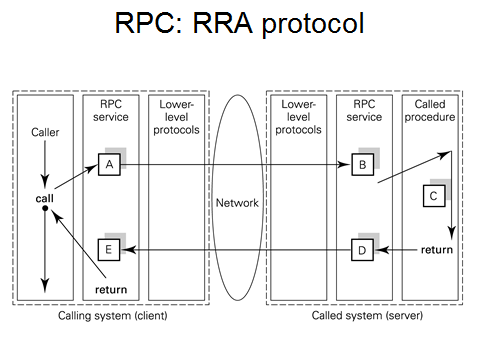 RPC: RRA protocol
RPC
service
Lower-
level
protocols
Lower-
level
protocols
RPC
service
Called
procedure
Caller
A
B
call
C
Network
E
D
return
return
Calling system (client)
Called system (server)